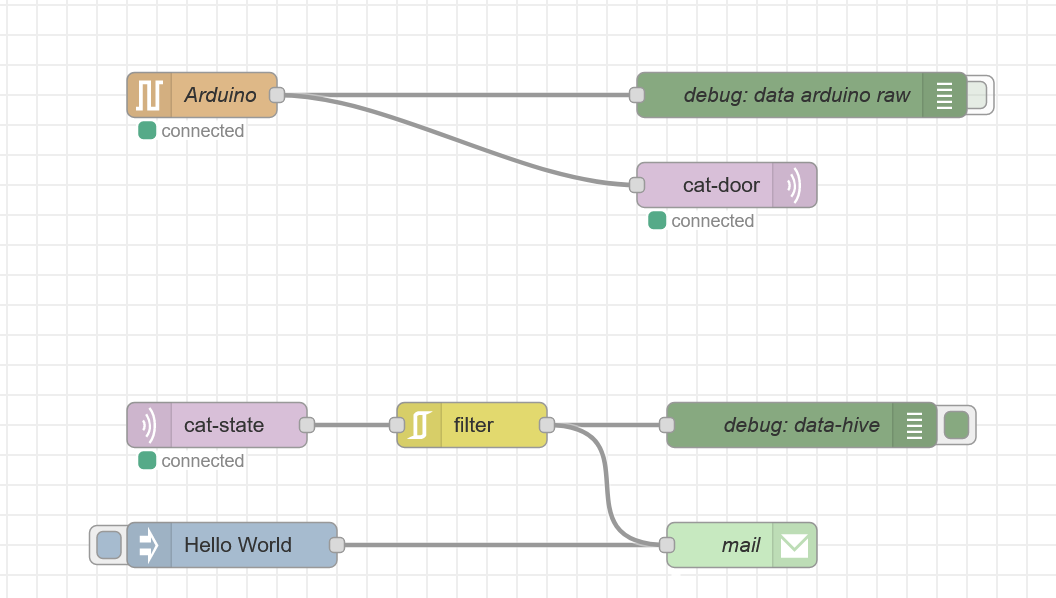 Arduino
debug: data arduino raw
connected
cat-door
connected
cat-state
filter
debug: data-hive
connected
Hello World
mail